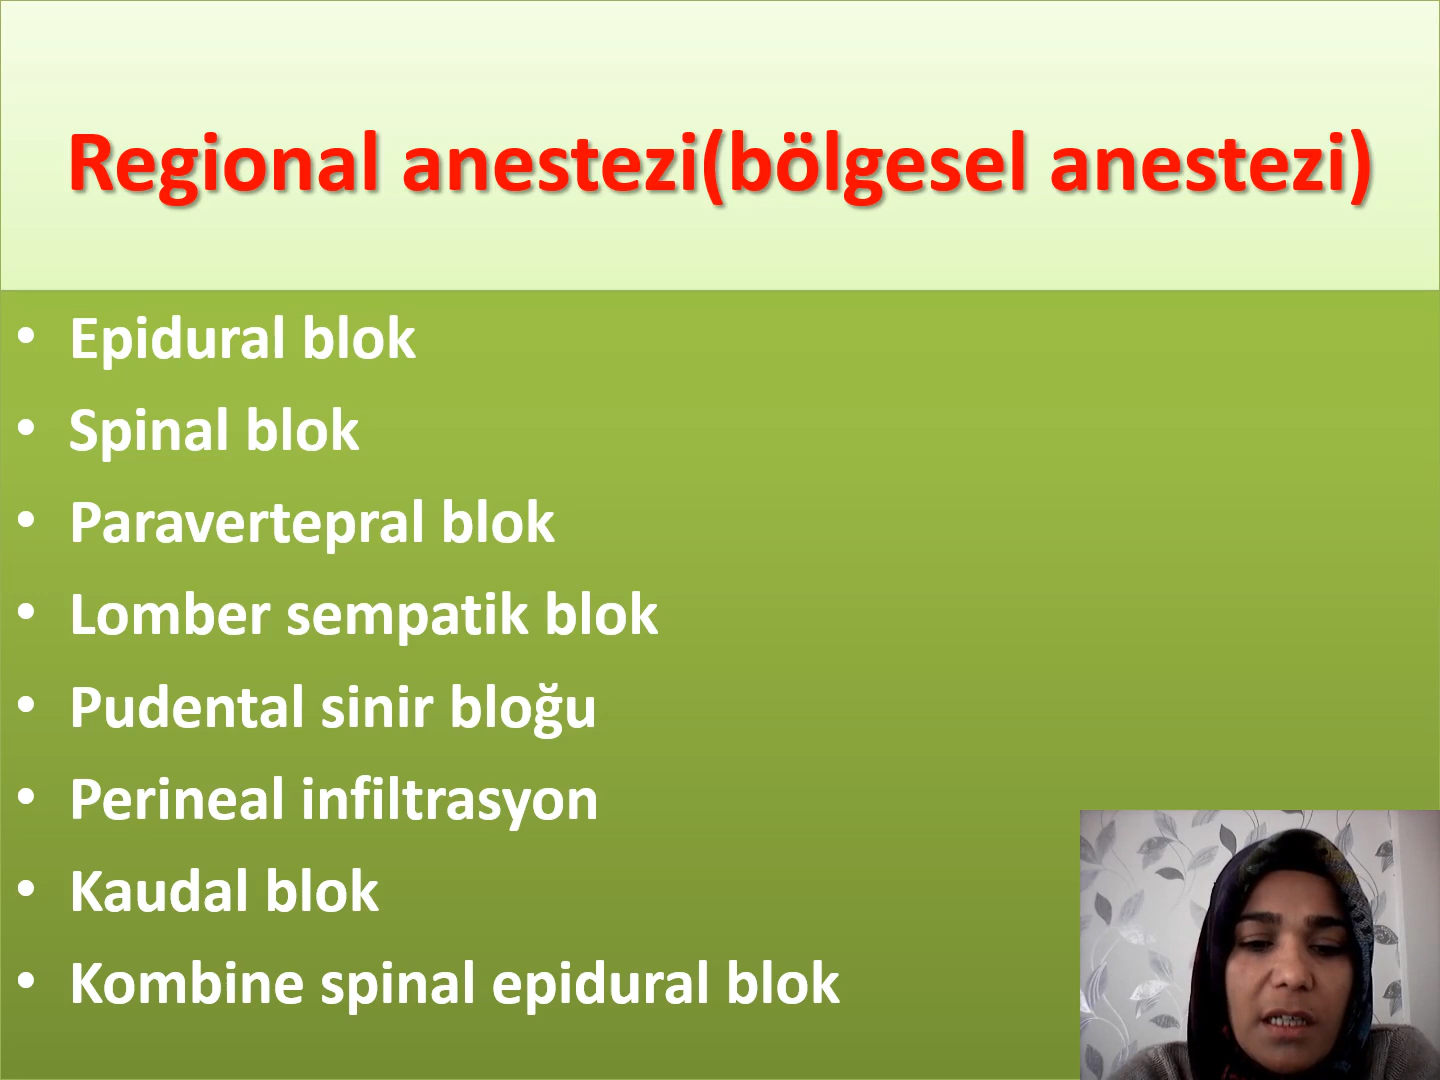 Regional anestezi(bölgesel anestezi)
• Epidural blok
• Spinal blok
• Paravertepral blok
• Lomber sempatik blok
• Pudental sinir bloğu
• Perineal infiltrasyon
• Kaudal blok
• Kombine spinal epidural blok